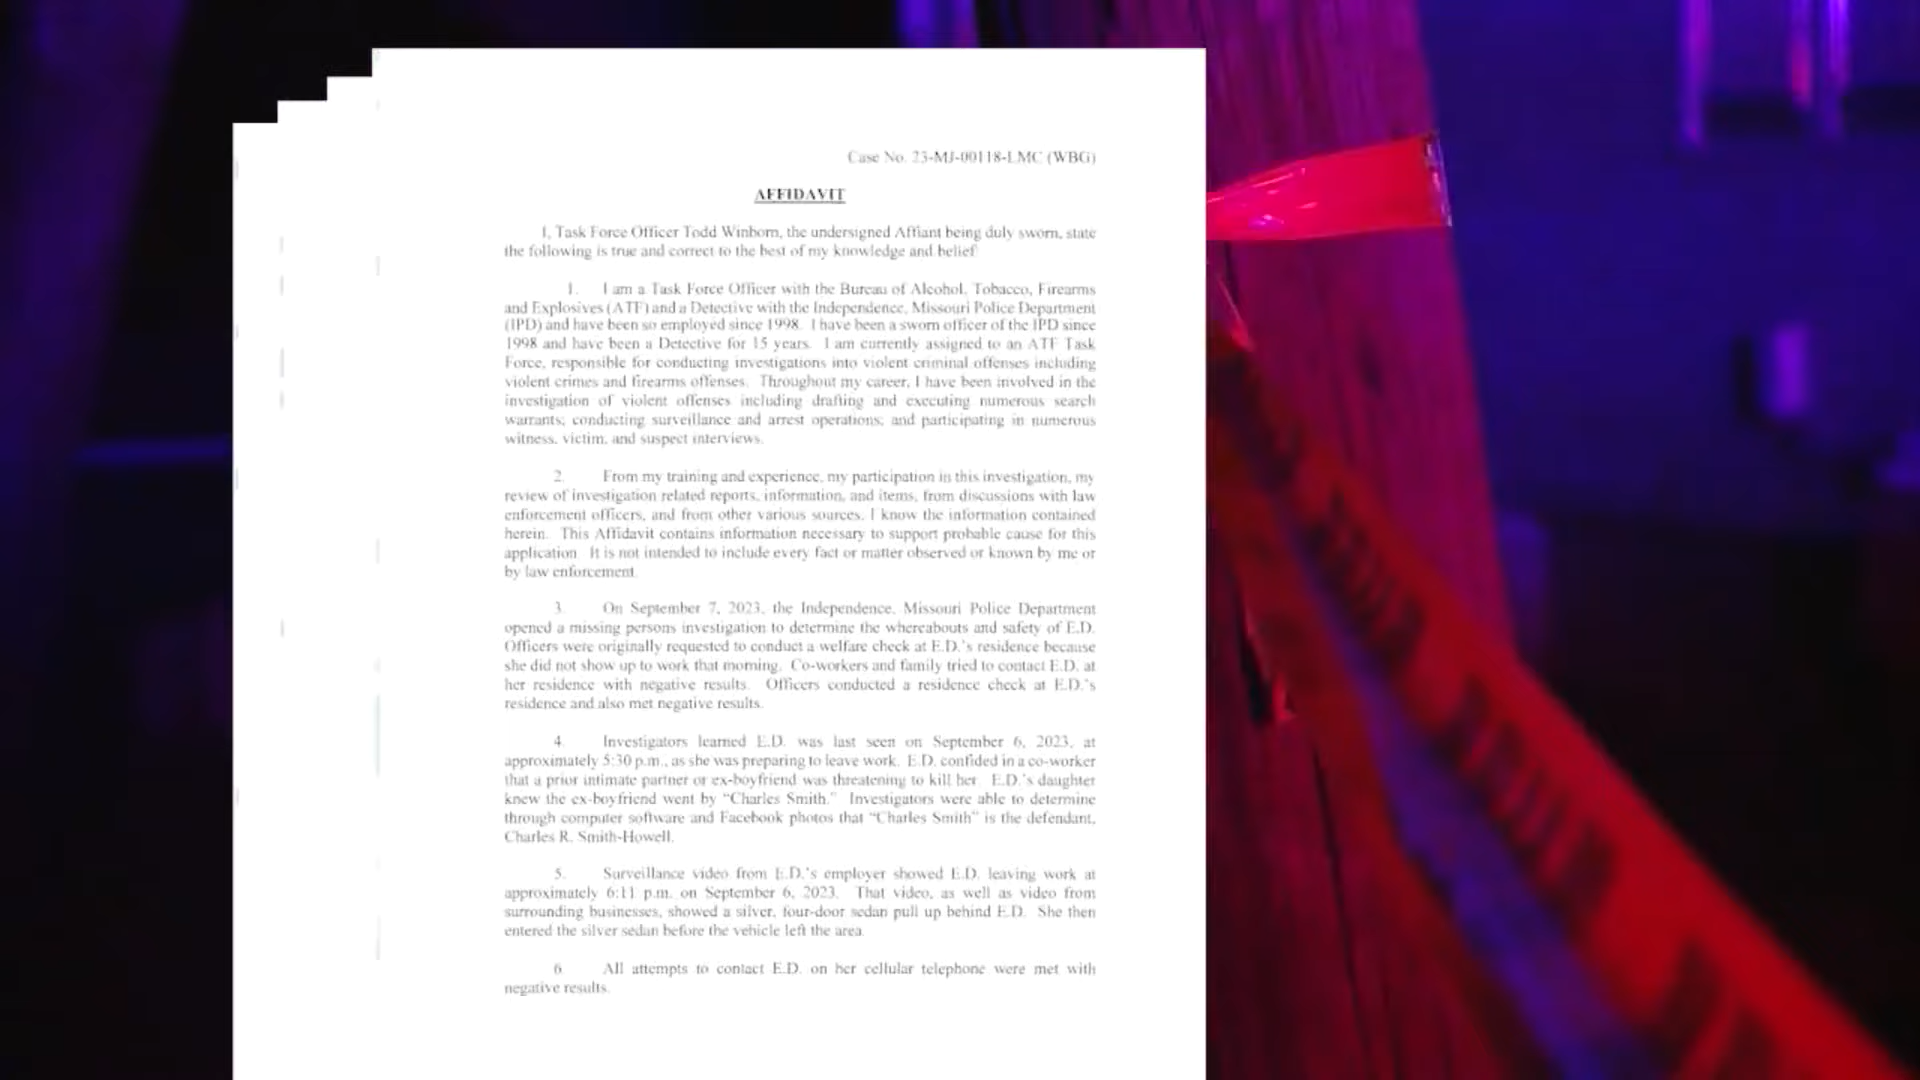 Case No. 23-MJ-00118-LMC (WBG)
AFFIDAVIT
I, Task Force Officer Todd Winborn, the undersigned Affiant being duly sworn, state
the following is true and correct to the best of my knowledge and belief
1. I am a Task Force Officer with the Bureau of Alcohol, Tobacco, Firearms
and Explosives (ATF) and a Detective with the Independence, Missouri Police Department
(IPD) and have been so employed since 1998. I have been a sworn officer of the IPD since
1998 and have been a Detective for 15 years. I am currently assigned to an ATF Task
Force, responsible for conducting investigations into violent criminal offenses including
violent crimes and firearms offenses. Throughout my career, I have been involved in the
investigation of violent offenses including drafting and executing numerous search
warrants; conducting surveillance and arrest operations; and participating in numerous
witness, victim, and suspect interviews.
2. From my training and experience, my participation in this investigation, my
review of investigation related reports, information, and items, from discussions with law
enforcement officers, and from other various sources, I know the information contained
herein. This Affidavit contains information necessary to support probable cause for this
application. It is not intended to include every fact or matter observed or known by me or
by law enforcement.
3. On September 7, 2023, the Independence, Missouri Police Department
opened a missing persons investigation to determine the whereabouts and safety of E.D.
Officers were originally requested to conduct a welfare check at E.D.'s residence because
she did not show up to work that morning. Co-workers and family tried to contact E.D. at
her residence with negative results. Officers conducted a residence check at E.D.'s
residence and also met negative results.
4. Investigators learned E.D. was last seen on September 6, 2023, at
approximately 5:30 p.m., as she was preparing to leave work. E.D. confided in a co-worker
that a prior intimate partner or ex-boyfriend was threatening to kill her. E.D.'s daughter
knew the ex-boyfriend went by "Charles Smith." Investigators were able to determine
through computer software and Facebook photos that "Charles Smith" is the defendant,
Charles R. Smith-Howell.
5. Surveillance video from E.D.'s employer showed E.D. leaving work at
approximately 6:11 p.m. on September 6, 2023. That video, as well as video from
surrounding businesses, showed a silver, four-door sedan pull up behind E.D. She then
entered the silver sedan before the vehicle left the area.
6. All attempts to contact E.D. on her cellular telephone were met with
negative results.